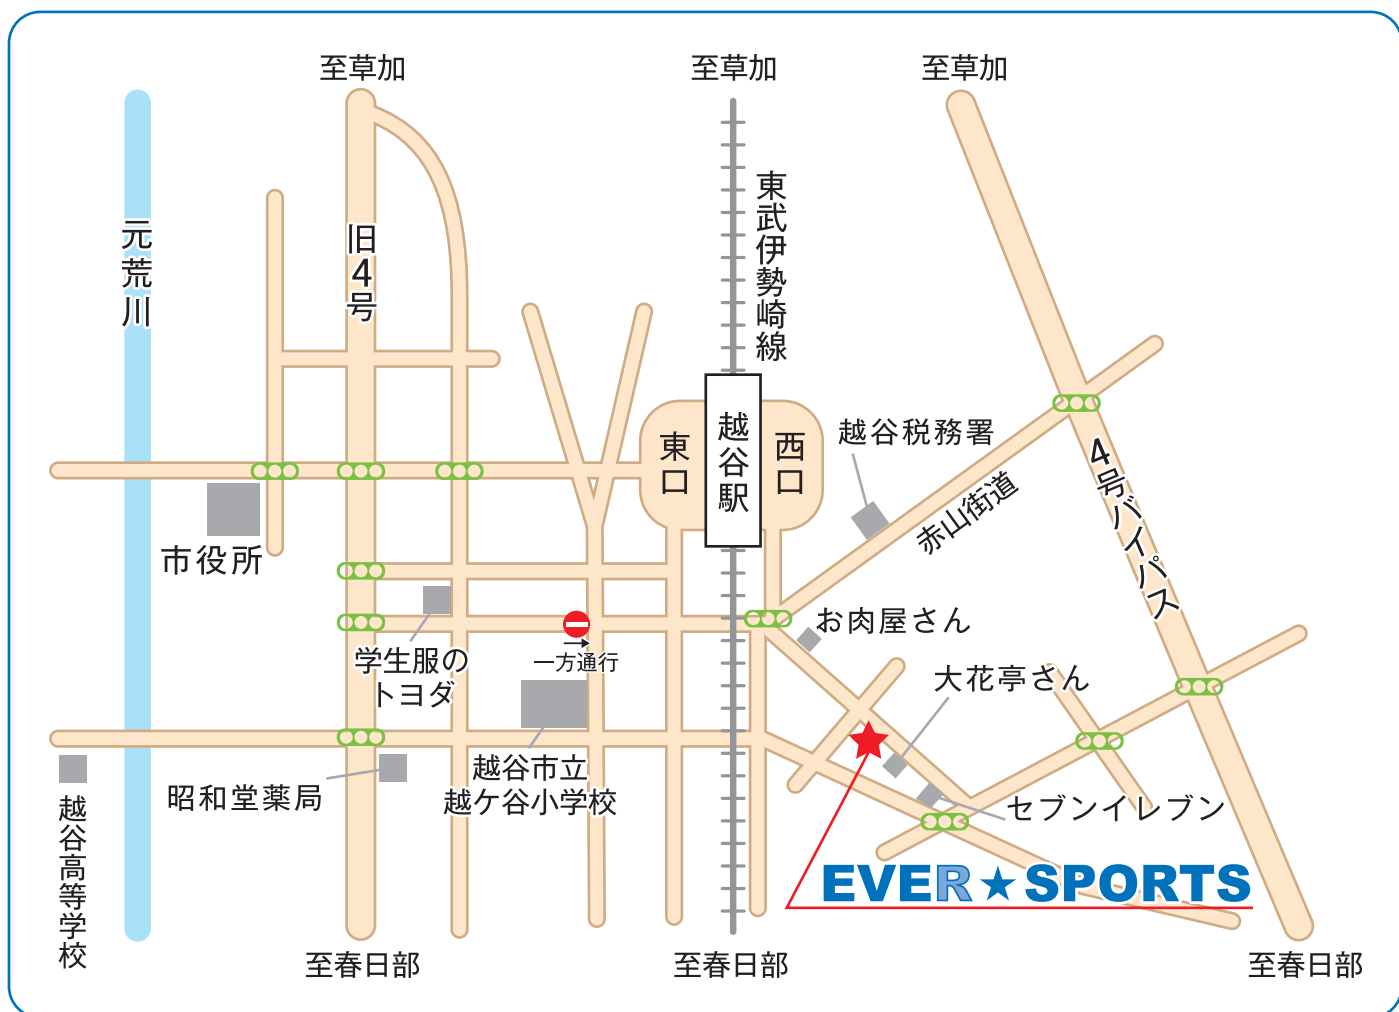 至草加
至草加
至草加
元荒川
旧4号
東武伊勢崎線
東口
越谷駅
西口
越谷税務署
赤山街道
4号バイパス
市役所
学生服の
トヨダ
一方通行
お肉屋さん
大花亭さん
越谷市立
越ケ谷小学校
昭和堂薬局
越谷高等学校
セブンイレブン
EVER★SPORTS
至春日部
至春日部
至春日部